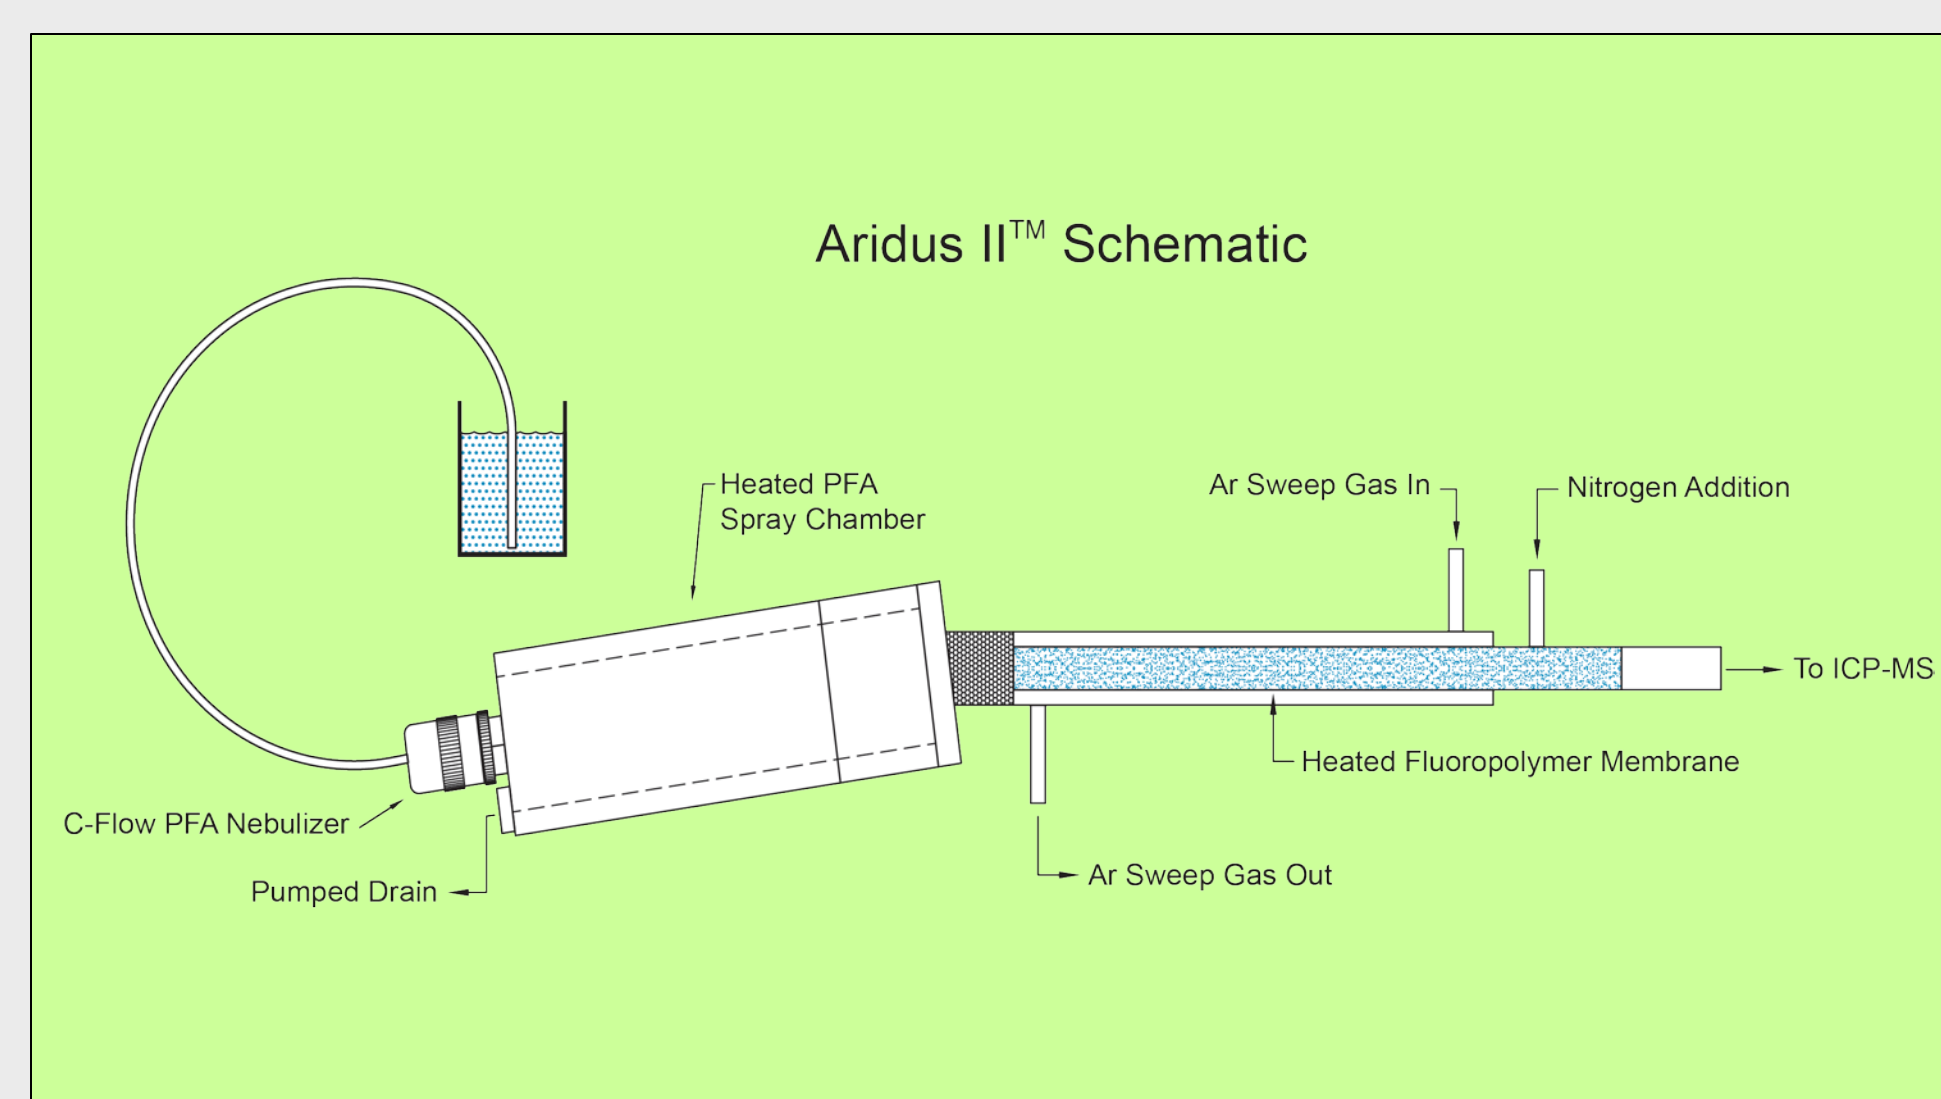 Aridus II™ Schematic
Heated PFA
Spray Chamber
Ar Sweep Gas In
Nitrogen Addition
To ICP-MS
Heated Fluoropolymer Membrane
C-Flow PFA Nebulizer
Pumped Drain
Ar Sweep Gas Out